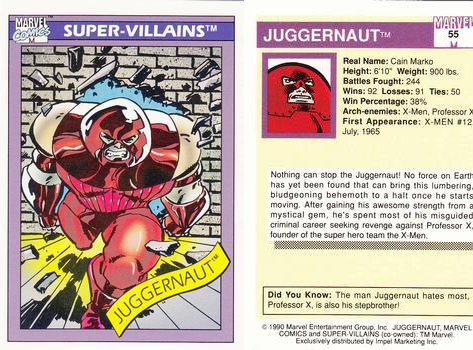 MARVEL
COMICS
M
SUPER-VILLAINS™
JUGGERNAUT™
JUGGERNAUT™
MARVEL
55
Real Name: Cain Marko
Height: 6'10" Weight: 900 lbs.
Battles Fought: 244
Wins: 92 Losses: 91 Ties: 50
Win Percentage: 38%
Arch-enemies: X-Men, Professor X
First Appearance: X-MEN #12,
July, 1965
Nothing can stop the Juggernaut! No force on Earth
has yet been found that can bring this lumbering,
bludgeoning behemoth to a halt once he starts
moving. After gaining his awesome strength from a
mystical gem, he's spent most of his misguided
criminal career seeking revenge against Professor X,
founder of the super hero team the X-Men.
Did You Know: The man Juggernaut hates most,
Professor X, is also his stepbrother!
© 1990 Marvel Entertainment Group, Inc. JUGGERNAUT, MARVEL
COMICS and SUPER-VILLAINS (co-owned): TM Marvel.
Exclusively distributed by Impel Marketing Inc.